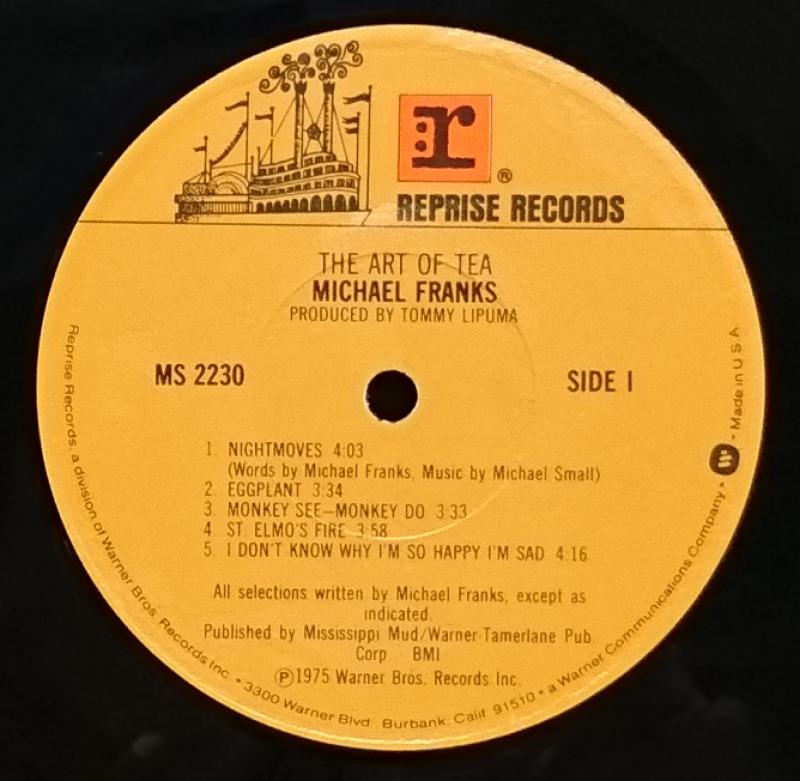 r®
REPRISE RECORDS
THE ART OF TEA
MICHAEL FRANKS
PRODUCED BY TOMMY LIPUMA
MS 2230
SIDE 1
1. NIGHTMOVES 4:03
(Words by Michael Franks, Music by Michael Small)
2 EGGPLANT 3:34
3. MONKEY SEE–MONKEY DO 3:33
4 ST. ELMO'S FIRE 3:58
5. I DON'T KNOW WHY I'M SO HAPPY I'M SAD 4:16
All selections written by Michael Franks, except as
indicated.
Published by Mississippi Mud/Warner-Tamerlane Pub.
Corp BMI
Ⓟ1975 Warner Bros. Records Inc.
Reprise Records, a division of Warner Bros. Records Inc. • 3300 Warner Blvd., Burbank, Calif. 91510 • a Warner Communications Company • W • Made in U S A